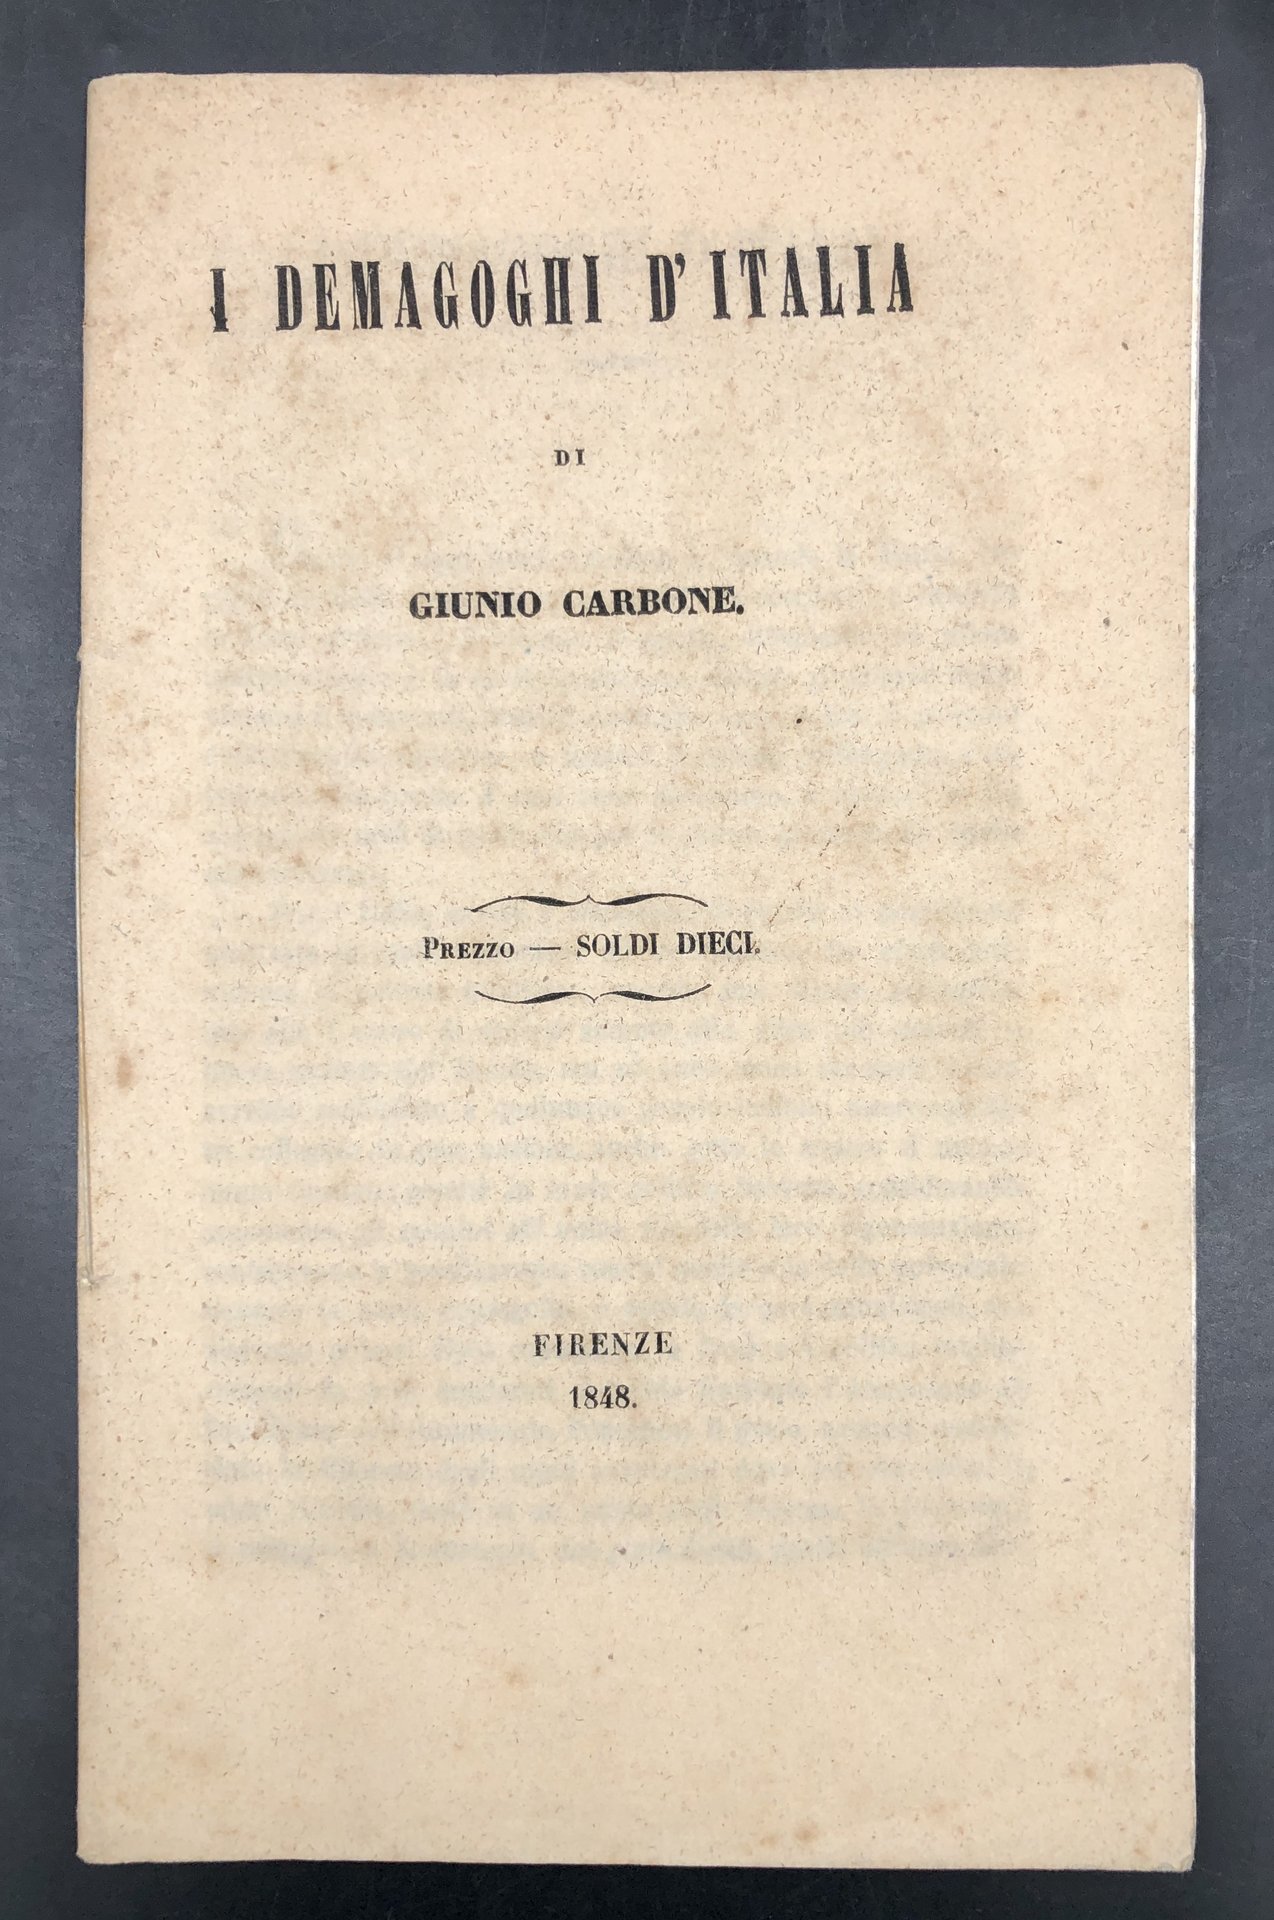 I DEMAGOGHI D'ITALIA
DI
GIUNIO CARBONE.
PREZZO — SOLDI DIECI.
FIRENZE
1848.